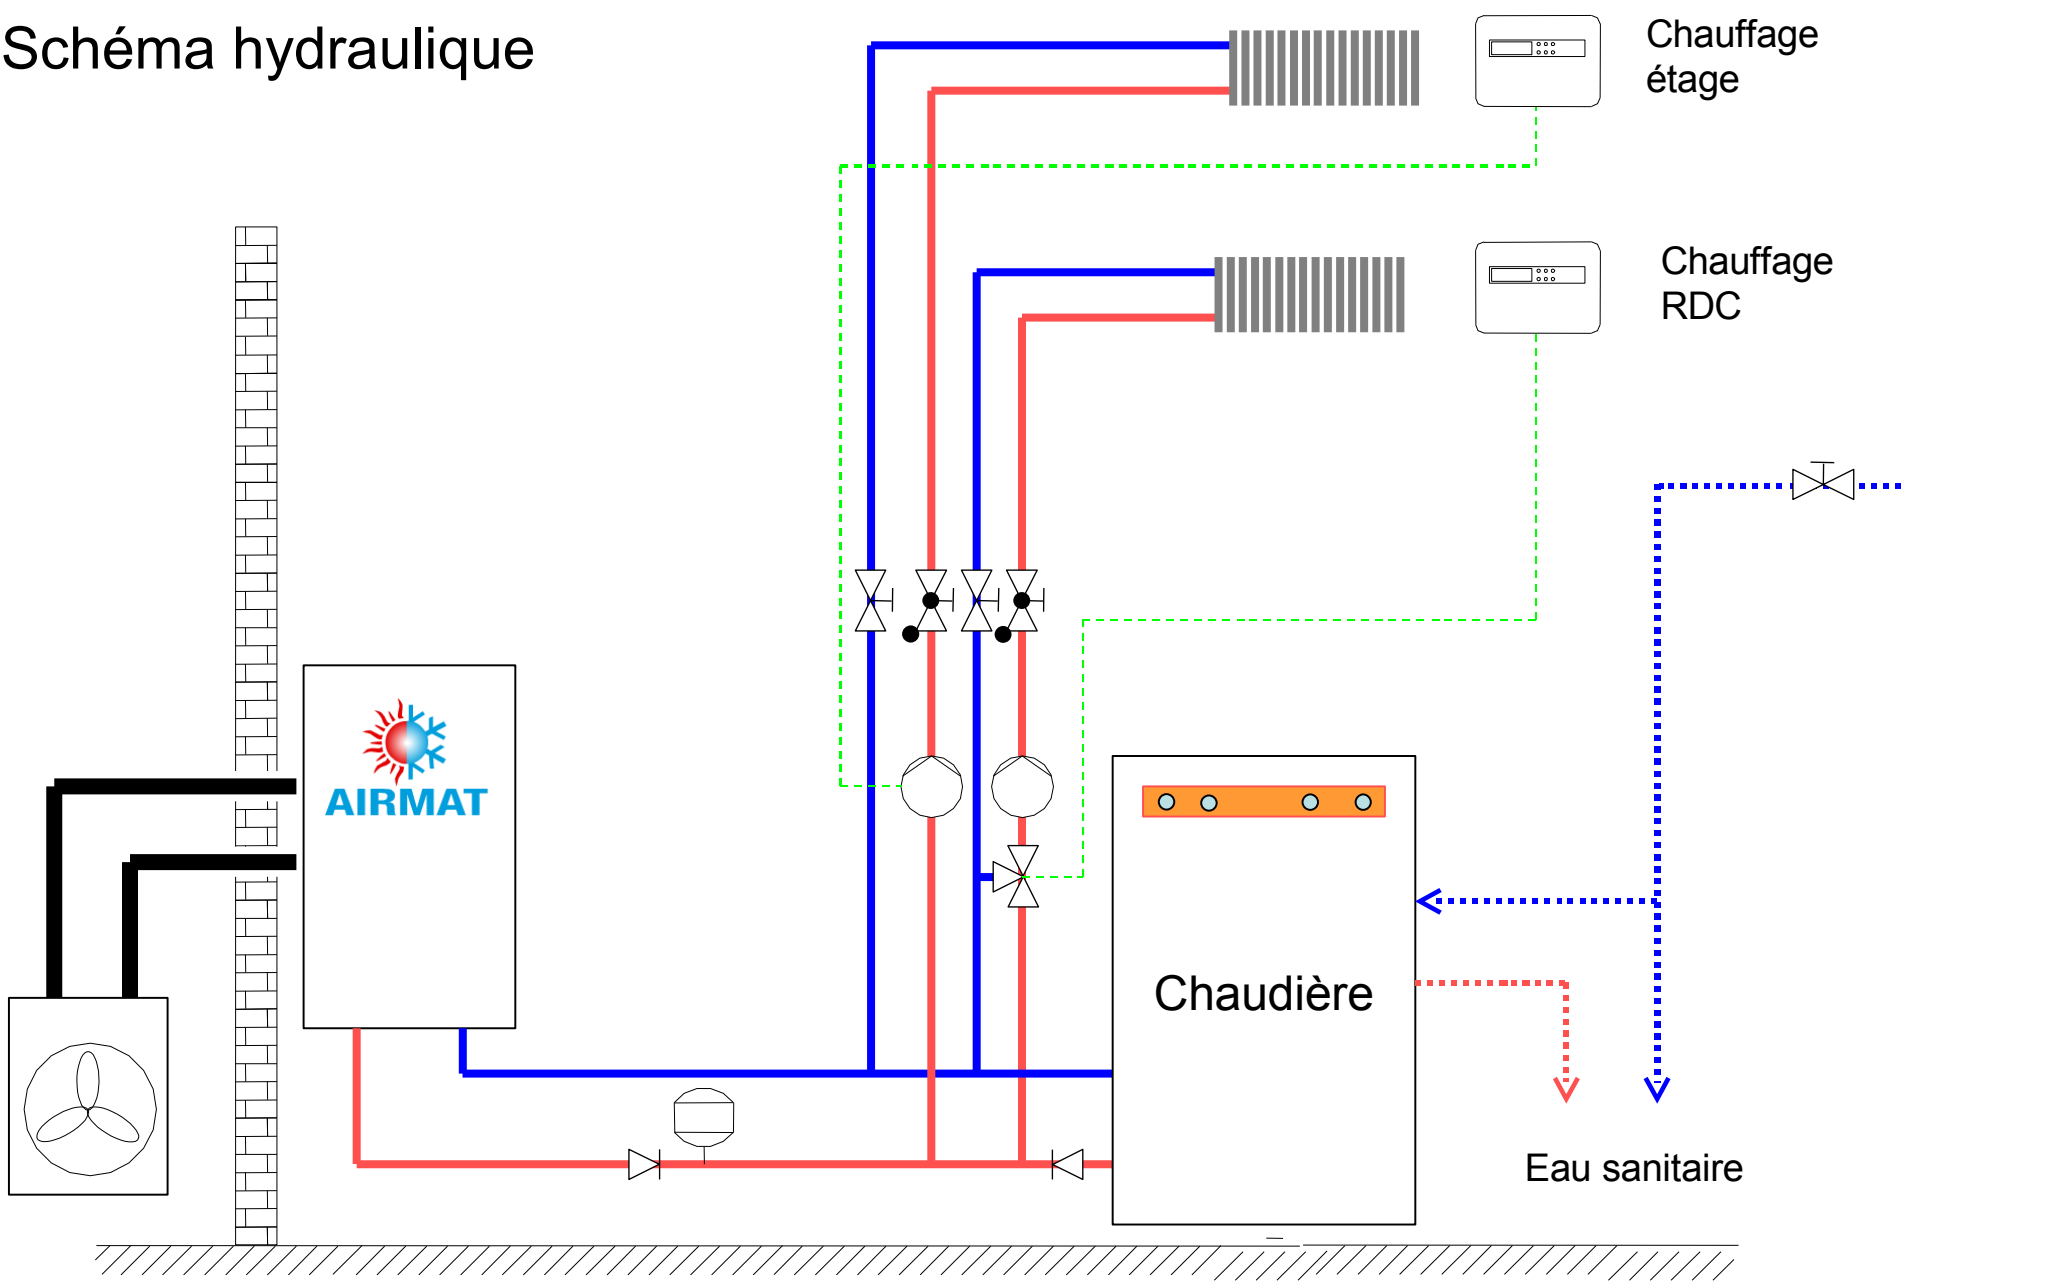 Schéma hydraulique
Chauffage
étage
Chauffage
RDC
AIRMAT
Chaudière
Eau sanitaire